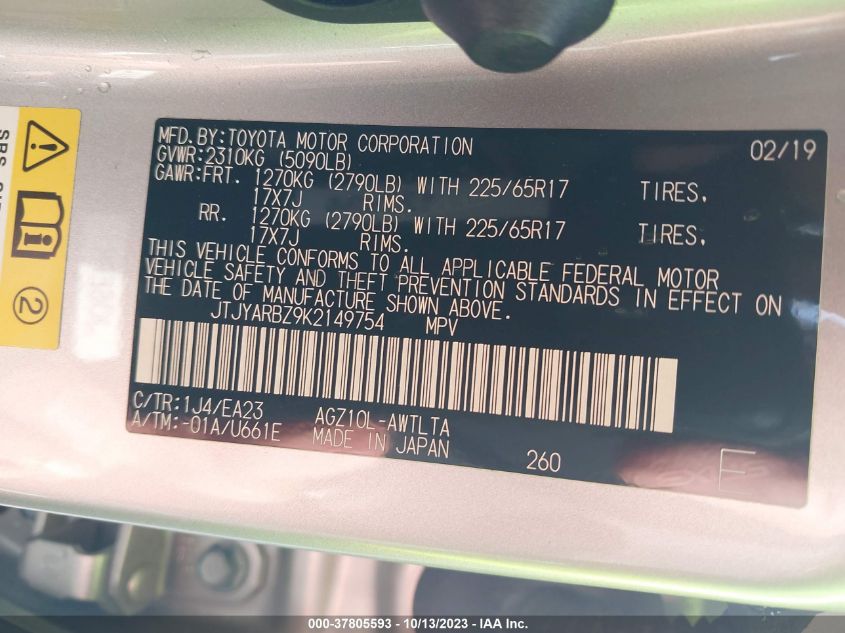 MFD.BY:TOYOTA MOTOR CORPORATION 02/19
GVWR:2310KG (5090LB)
GAWR:FRT. 1270KG (2790LB) WITH 225/65R17 TIRES,
17X7J RIMS.
RR. 1270KG (2790LB) WITH 225/65R17 TIRES,
17X7J RIMS.
THIS VEHICLE CONFORMS TO ALL APPLICABLE FEDERAL MOTOR
VEHICLE SAFETY AND THEFT PREVENTION STANDARDS IN EFFECT ON
THE DATE OF MANUFACTURE SHOWN ABOVE.
JTJYARBZ9K2149754 MPV
C/TR:1J4/EA23 AGZ10L-AWTLTA
A/TM:-01A/U661E MADE IN JAPAN 260 F
2
000-37805593 - 10/13/2023 - IAA Inc.